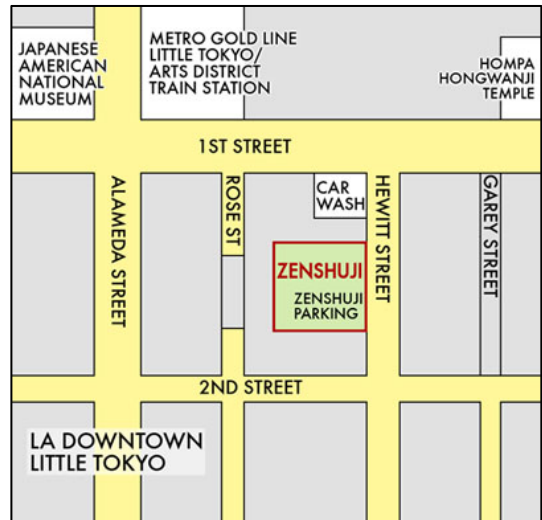 JAPANESE
AMERICAN
NATIONAL
MUSEUM
METRO GOLD LINE
LITTLE TOKYO/
ARTS DISTRICT
TRAIN STATION
HOMPA
HONGWANJI
TEMPLE
1ST STREET
ALAMEDA STREET
ROSE ST
CAR
WASH
HEWITT STREET
GAREY STREET
ZENSHUJI
ZENSHUJI
PARKING
2ND STREET
LA DOWNTOWN
LITTLE TOKYO